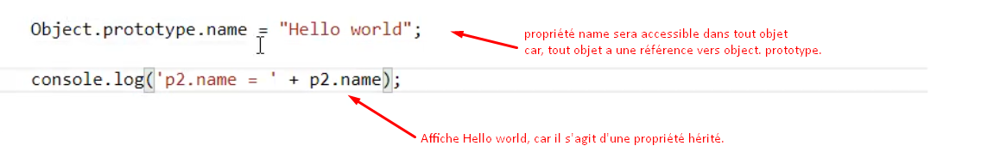 Object.prototype.name = "Hello world";
propriété name sera accessible dans tout objet
car, tout objet a une référence vers object. prototype.
console.log('p2.name = ' + p2.name);
Affiche Hello world, car il s'agit d'une propriété hérité.